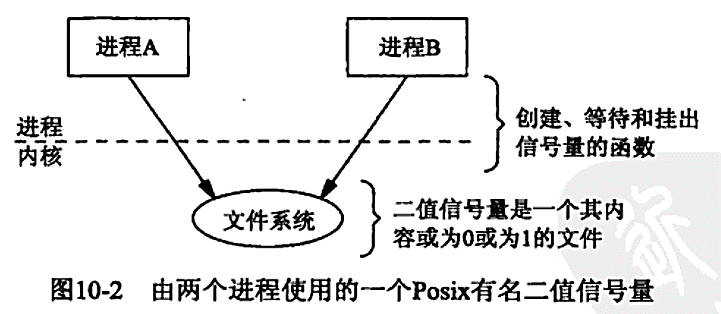 进程A
进程B
进程
内核
创建、等待和挂出
信号量的函数
文件系统
二值信号量是一个其内
容或为0或为1的文件
图10-2 由两个进程使用的一个Posix有名二值信号量